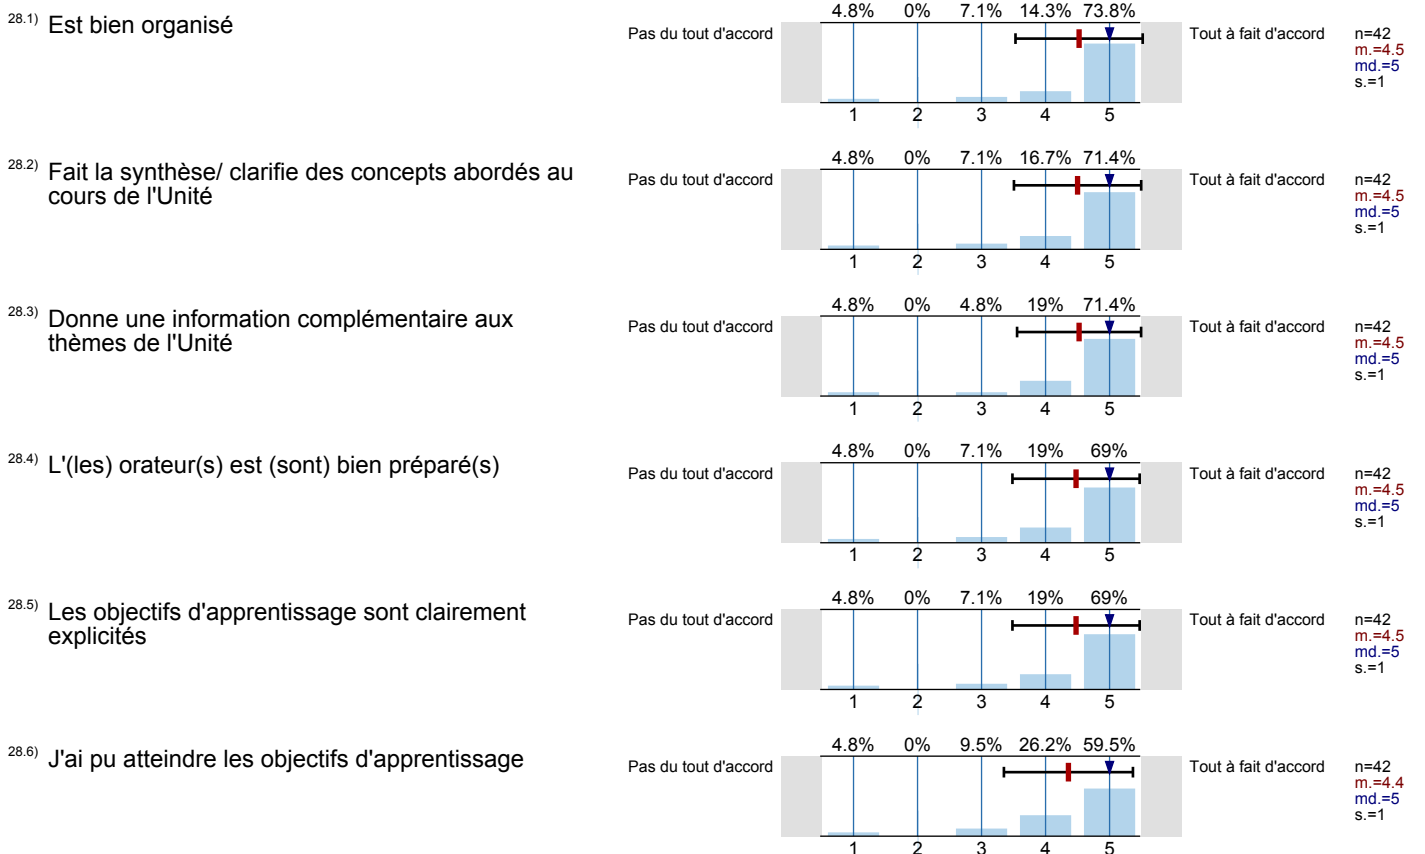 28.1) Est bien organisé
4.8% 0% 7.1% 14.3% 73.8%
Pas du tout d'accord
Tout à fait d'accord
n=42
m.=4.5
md.=5
s.=1
1 2 3 4 5
28.2) Fait la synthèse/ clarifie des concepts abordés au
cours de l'Unité
4.8% 0% 7.1% 16.7% 71.4%
Pas du tout d'accord
Tout à fait d'accord
n=42
m.=4.5
md.=5
s.=1
1 2 3 4 5
28.3) Donne une information complémentaire aux
thèmes de l'Unité
4.8% 0% 4.8% 19% 71.4%
Pas du tout d'accord
Tout à fait d'accord
n=42
m.=4.5
md.=5
s.=1
1 2 3 4 5
28.4) L'(les) orateur(s) est (sont) bien préparé(s)
4.8% 0% 7.1% 19% 69%
Pas du tout d'accord
Tout à fait d'accord
n=42
m.=4.5
md.=5
s.=1
1 2 3 4 5
28.5) Les objectifs d'apprentissage sont clairement
explicités
4.8% 0% 7.1% 19% 69%
Pas du tout d'accord
Tout à fait d'accord
n=42
m.=4.5
md.=5
s.=1
1 2 3 4 5
28.6) J'ai pu atteindre les objectifs d'apprentissage
4.8% 0% 9.5% 26.2% 59.5%
Pas du tout d'accord
Tout à fait d'accord
n=42
m.=4.4
md.=5
s.=1
1 2 3 4 5